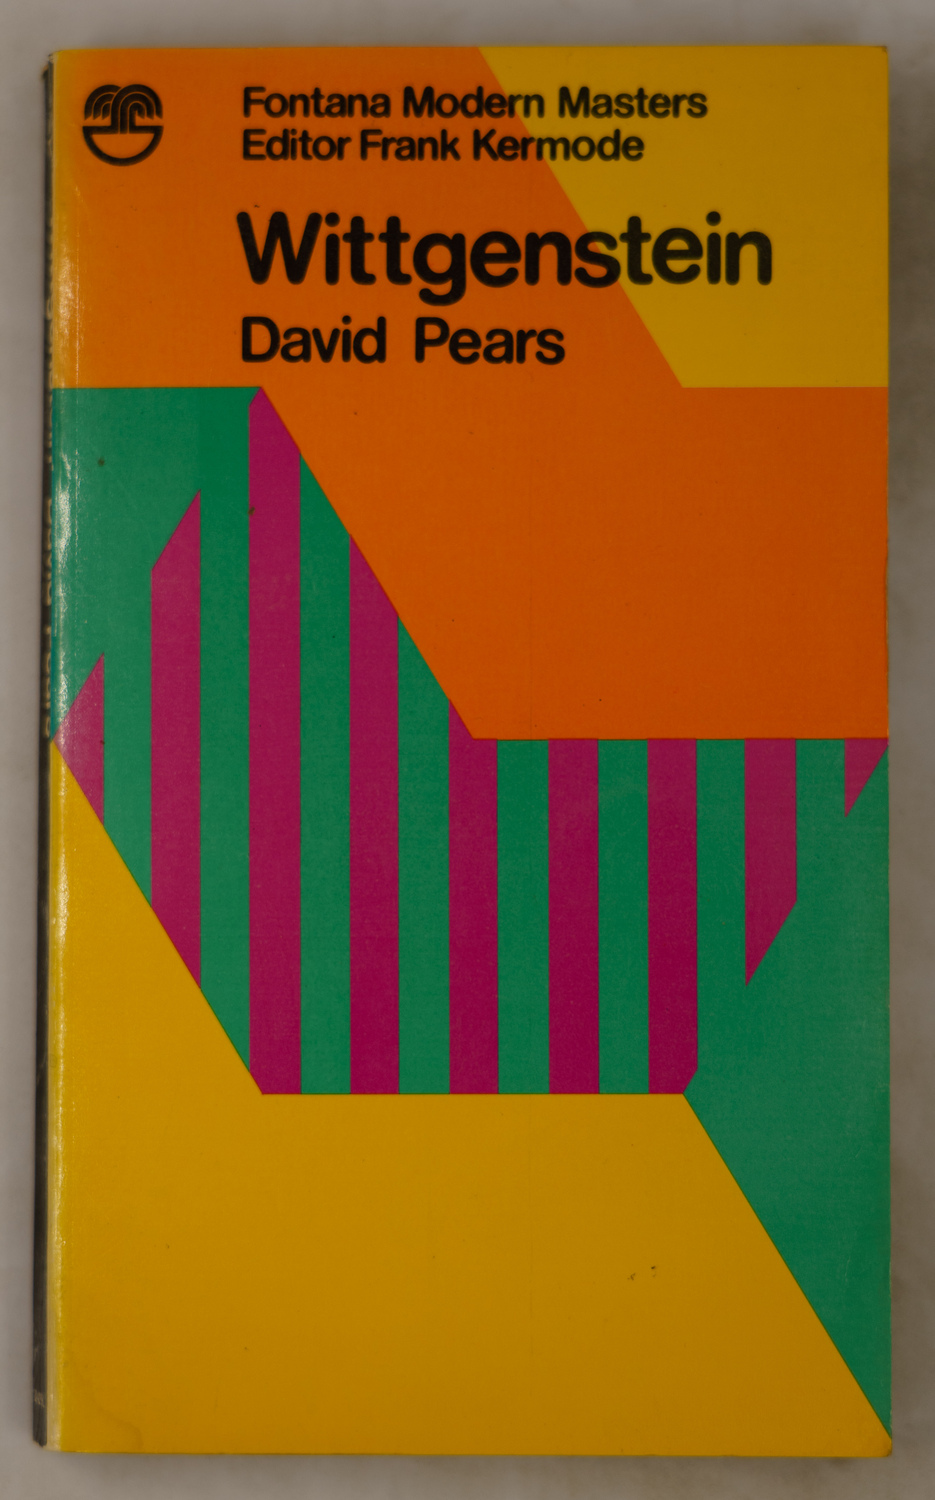 Fontana Modern Masters
Editor Frank Kermode
Wittgenstein
David Pears